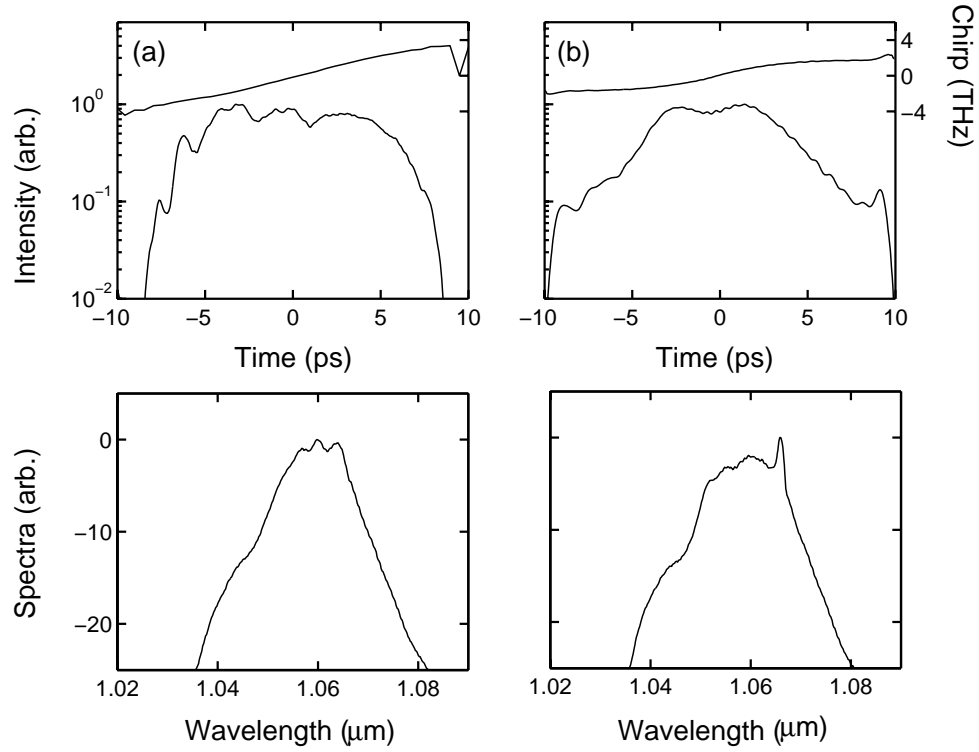 (a)
(b)
Intensity (arb.)
10^0
10^-1
10^-2
−10 −5 0 5 10
Time (ps)
−10 −5 0 5 10
Time (ps)
4
0
−4
Chirp (THz)
Spectra (arb.)
0
−10
−20
1.02 1.04 1.06 1.08
Wavelength (μm)
1.02 1.04 1.06 1.08
Wavelength (μm)